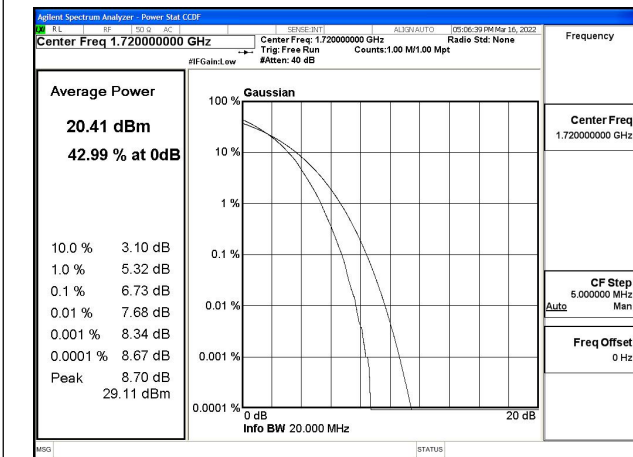 Agilent Spectrum Analyzer - Power Stat CCDF
RL RF 50 Ω AC SENSE:INT ALIGN AUTO 05:06:39 PM Mar 16, 2022
Center Freq 1.720000000 GHz
Center Freq: 1.720000000 GHz Radio Std: None
Trig: Free Run Counts:1.00 M/1.00 Mpt
#IFGain:Low #Atten: 40 dB
Frequency
Average Power
20.41 dBm
42.99 % at 0dB
10.0 % 3.10 dB
1.0 % 5.32 dB
0.1 % 6.73 dB
0.01 % 7.68 dB
0.001 % 8.34 dB
0.0001 % 8.67 dB
Peak 8.70 dB
29.11 dBm
Gaussian
100 %
10 %
1 %
0.1 %
0.01 %
0.001 %
0.0001 %
0 dB 20 dB
Info BW 20.000 MHz
Center Freq
1.720000000 GHz
CF Step
5.000000 MHz
Auto Man
Freq Offset
0 Hz
MSG STATUS